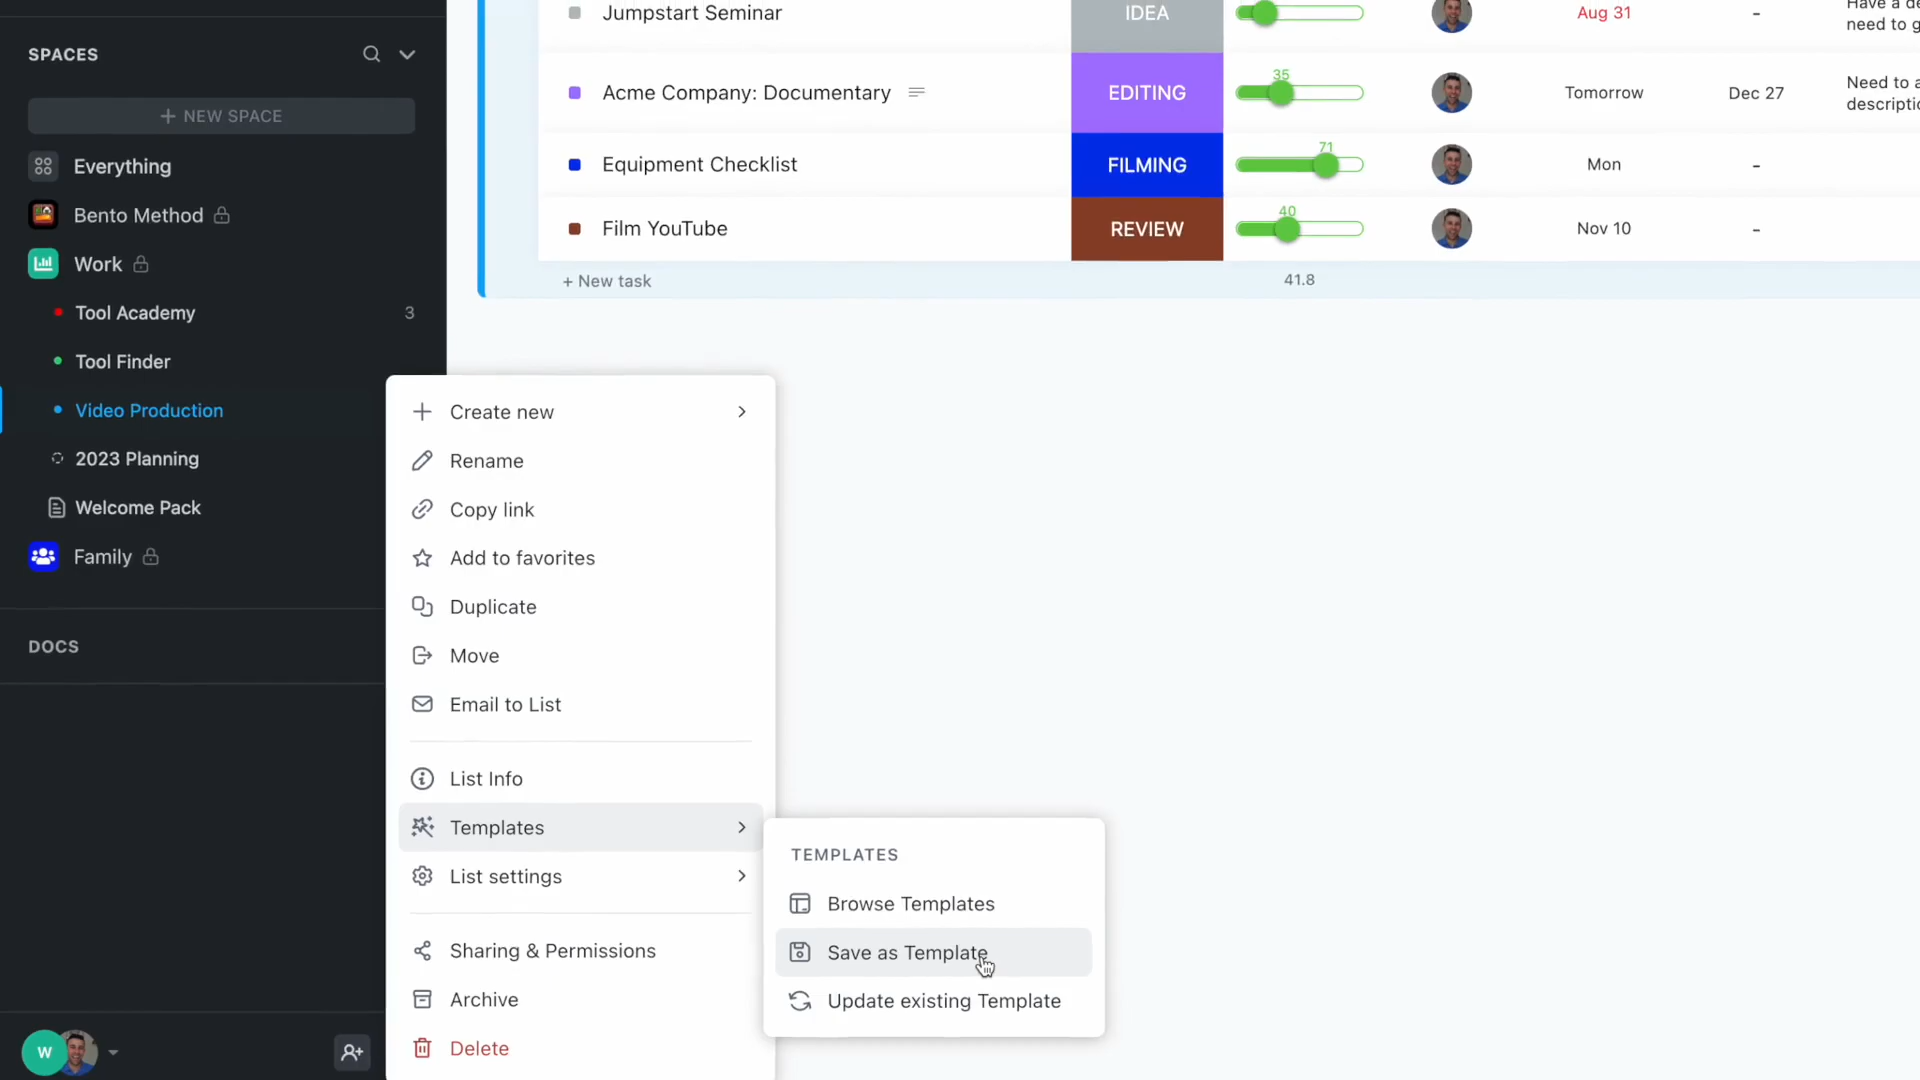 SPACES
+ NEW SPACE
Everything
Bento Method
Work
Tool Academy 3
Tool Finder
Video Production
2023 Planning
Welcome Pack
Family
DOCS
W
Jumpstart Seminar IDEA Aug 31 -
need to g
Acme Company: Documentary EDITING 35 Tomorrow Dec 27 Need to a
descriptio
Equipment Checklist FILMING 71 Mon -
Film YouTube REVIEW 40 Nov 10 -
+ New task 41.8
Create new
Rename
Copy link
Add to favorites
Duplicate
Move
Email to List
List Info
Templates
List settings
Sharing & Permissions
Archive
Delete
TEMPLATES
Browse Templates
Save as Template
Update existing Template